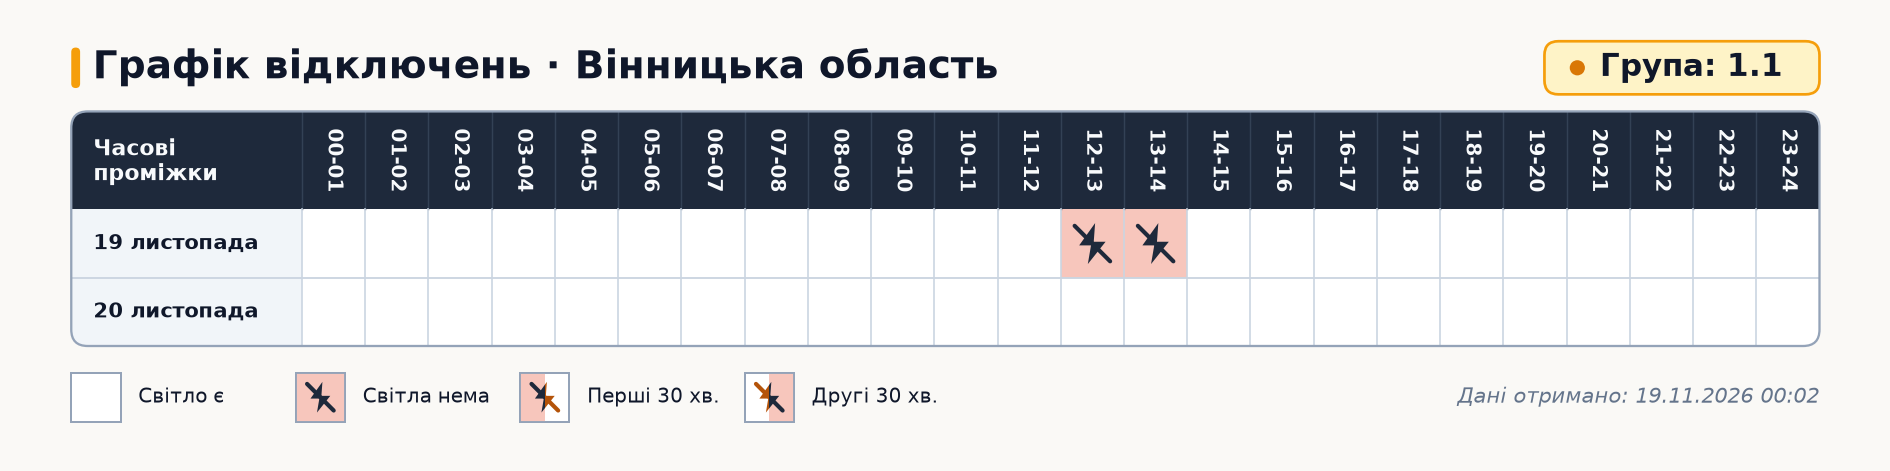 Графік відключень · Вінницька область
Група: 1.1
Часові
проміжки
00-01 01-02 02-03 03-04 04-05 05-06 06-07 07-08 08-09 09-10 10-11 11-12 12-13 13-14 14-15 15-16 16-17 17-18 18-19 19-20 20-21 21-22 22-23 23-24
19 листопада
20 листопада
Світло є
Світла нема
Перші 30 хв.
Другі 30 хв.
Дані отримано: 19.11.2026 00:02